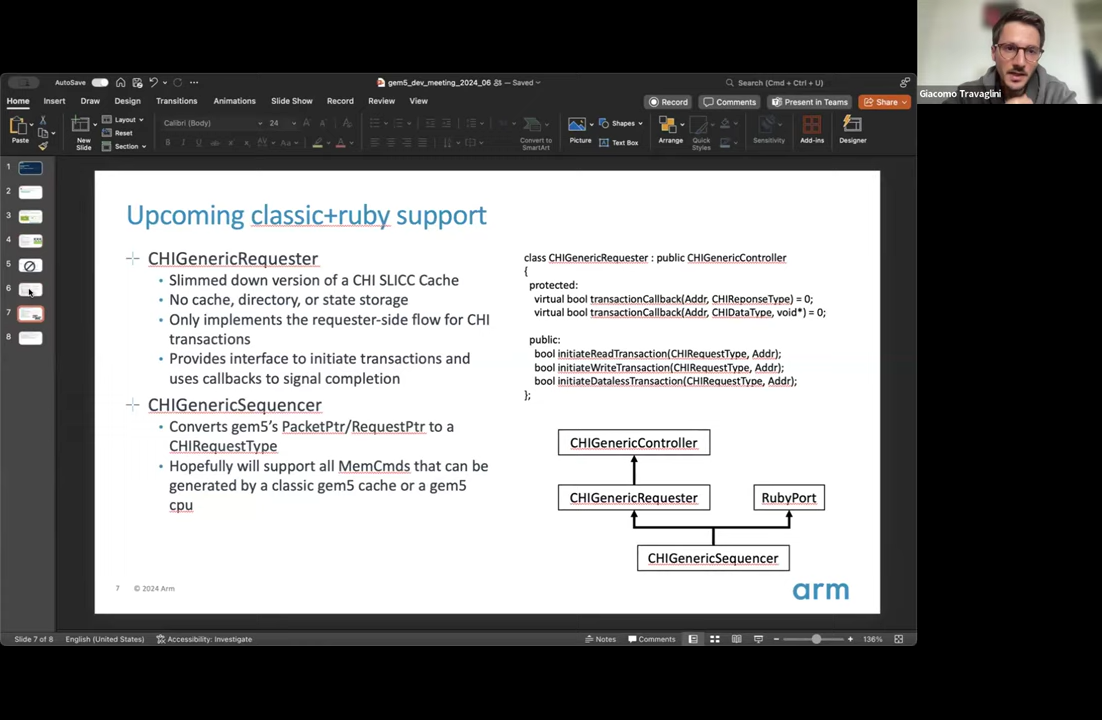 AutoSave
gem5_dev_meeting_2024_06
— Saved
Search (Cmd + Ctrl + U)
Home
Insert
Draw
Design
Transitions
Animations
Slide Show
Record
Review
View
Record
Comments
Present in Teams
Share
Paste
New
Slide
Layout
Reset
Section
Calibri (Body)
24
Convert to
SmartArt
Picture
Shapes
Text Box
Arrange
Quick
Styles
Sensitivity
Add-ins
Designer
Giacomo Travaglini
1
2
3
4
5
6
7
8
Upcoming classic+ruby support
CHIGenericRequester
• Slimmed down version of a CHI SLICC Cache
• No cache, directory, or state storage
• Only implements the requester-side flow for CHI
transactions
• Provides interface to initiate transactions and
uses callbacks to signal completion
CHIGenericSequencer
• Converts gem5’s PacketPtr/RequestPtr to a
CHIRequestType
• Hopefully will support all MemCmds that can be
generated by a classic gem5 cache or a gem5
cpu
class CHIGenericRequester : public CHIGenericController
{
protected:
virtual bool transactionCallback(Addr, CHIReponseType) = 0;
virtual bool transactionCallback(Addr, CHIDataType, void*) = 0;
public:
bool initiateReadTransaction(CHIRequestType, Addr);
bool initiateWriteTransaction(CHIRequestType, Addr);
bool initiateDatalessTransaction(CHIRequestType, Addr);
};
CHIGenericController
CHIGenericRequester
RubyPort
CHIGenericSequencer
7
© 2024 Arm
arm
Slide 7 of 8
English (United States)
Accessibility: Investigate
Notes
Comments
136%